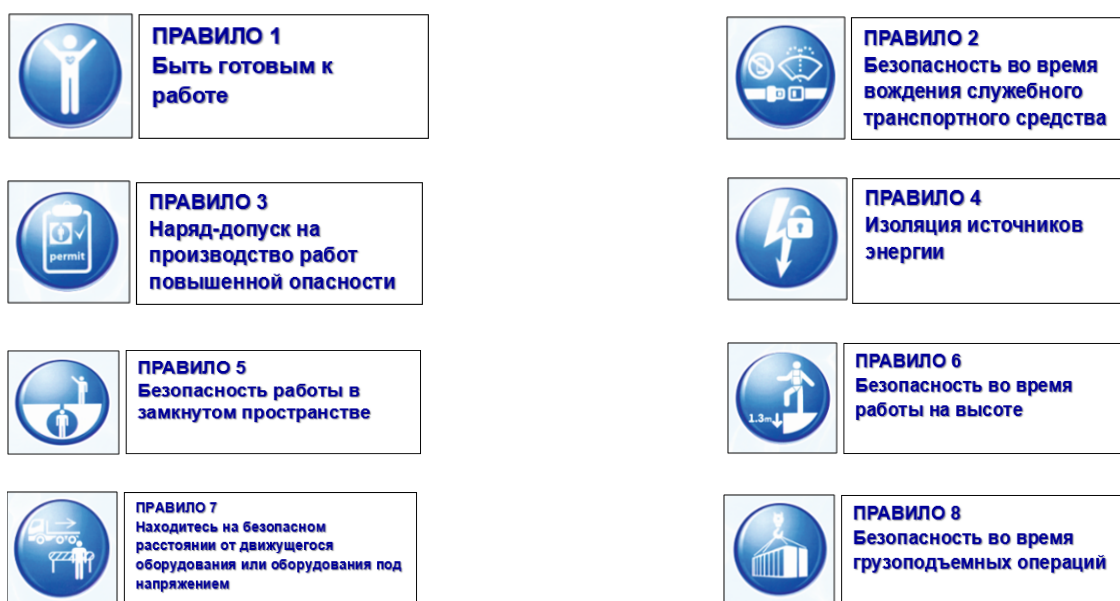 ПРАВИЛО 1
Быть готовым к
работе
ПРАВИЛО 2
Безопасность во время
вождения служебного
транспортного средства
permit
ПРАВИЛО 3
Наряд-допуск на
производство работ
повышенной опасности
ПРАВИЛО 4
Изоляция источников
энергии
ПРАВИЛО 5
Безопасность работы в
замкнутом пространстве
1.3m
ПРАВИЛО 6
Безопасность во время
работы на высоте
ПРАВИЛО 7
Находитесь на безопасном
расстоянии от движущегося
оборудования или оборудования под
напряжением
ПРАВИЛО 8
Безопасность во время
грузоподъемных операций